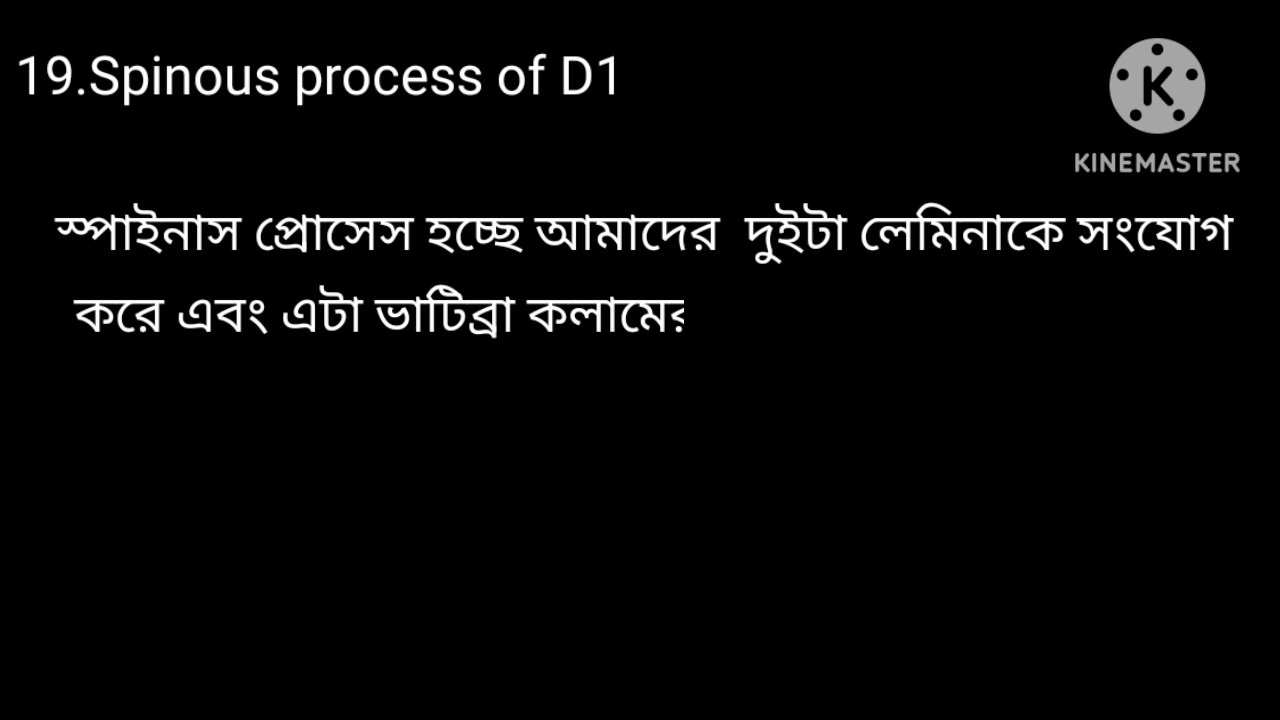 19.Spinous process of D1
KINEMASTER
স্পাইনাস প্রোসেস হচ্ছে আমাদের দুইটা লেমিনাকে সংযোগ
করে এবং এটা ভার্টিব্রা কলামের